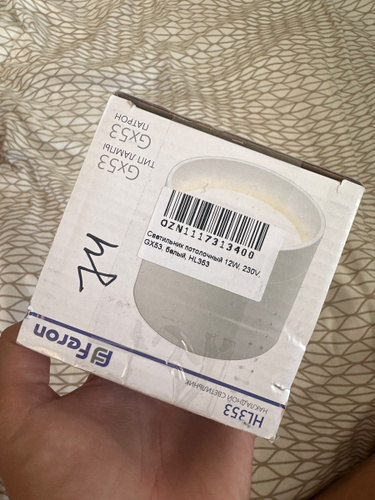 feron
HL353
НАКЛАДНОЙ СВЕТИЛЬНИК
OZN1117313400
Светильник потолочный 12W, 230V,
GX53, белый, HL353
ТИП ЛАМПЫ
GX53
ПАТРОН
GX53